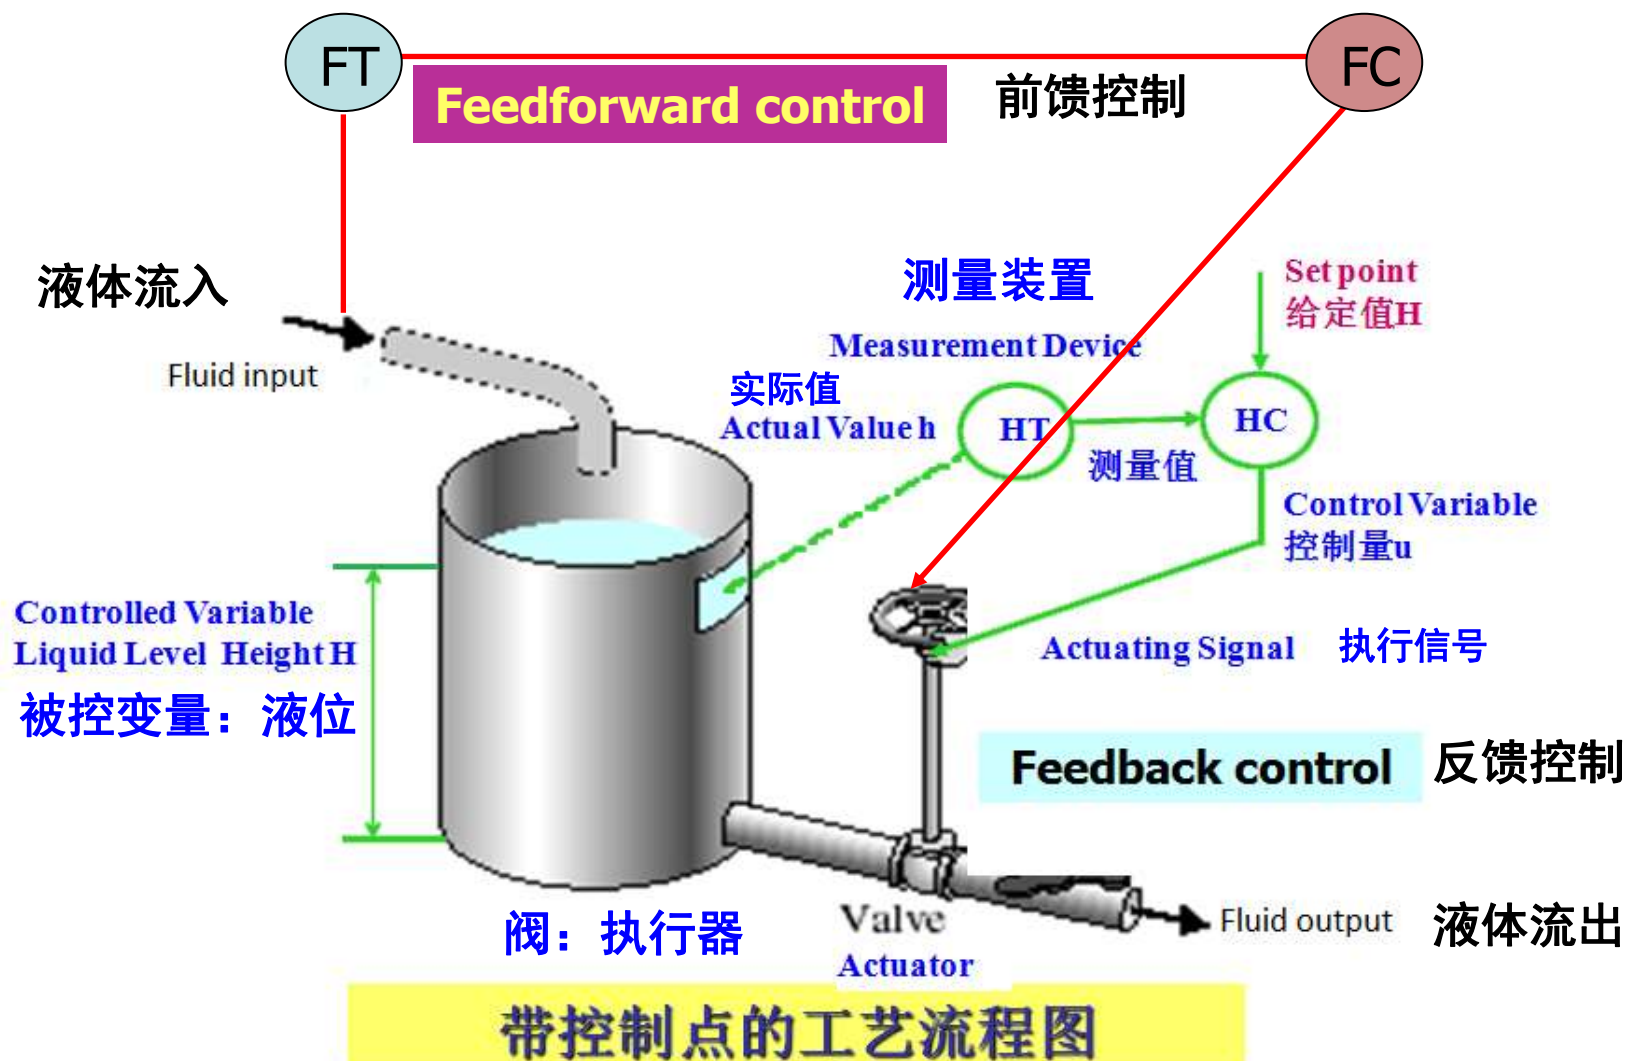 FT
FC
Feedforward control
前馈控制
液体流入
Fluid input
测量装置
Measurement Device
Set point
给定值H
实际值
Actual Value h
HT
HC
测量值
Control Variable
控制量u
Controlled Variable
Liquid Level Height H
被控变量：液位
Actuating Signal
执行信号
Feedback control
反馈控制
阀：执行器
Valve
Actuator
Fluid output
液体流出
带控制点的工艺流程图